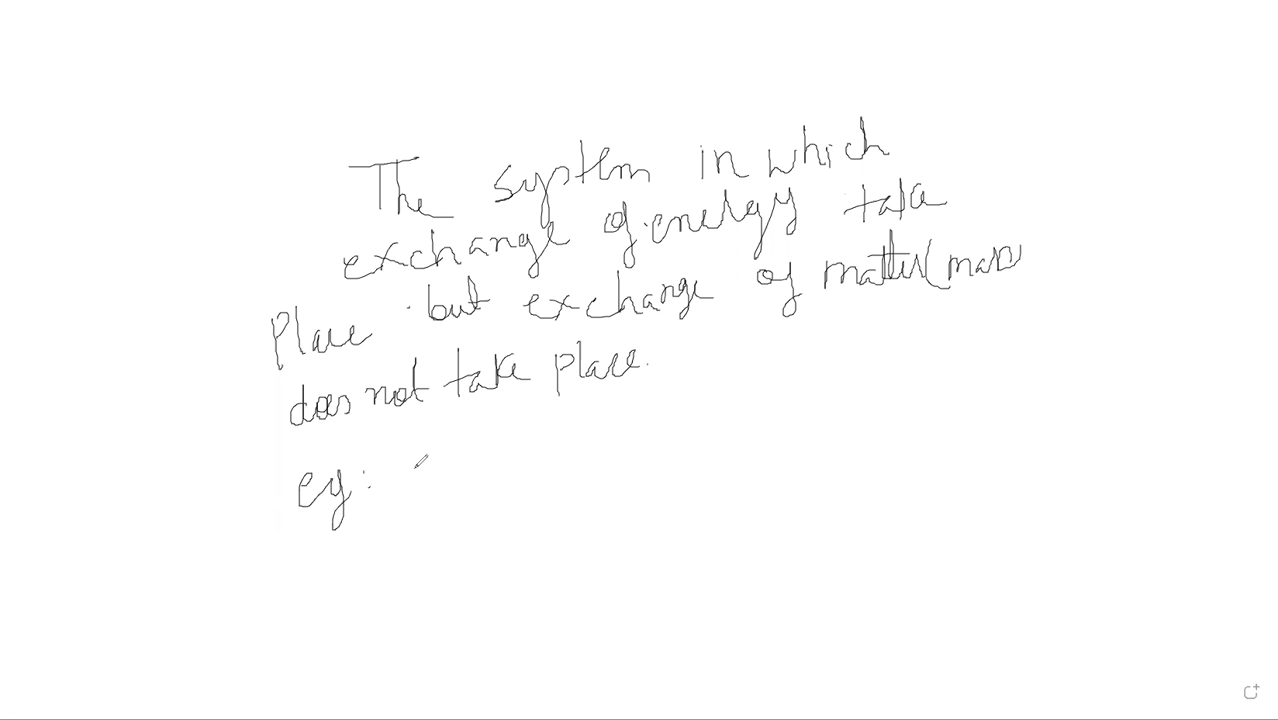 The system in which
exchange of energy take
Place but exchange of matter(mass)
does not take place.
eg: